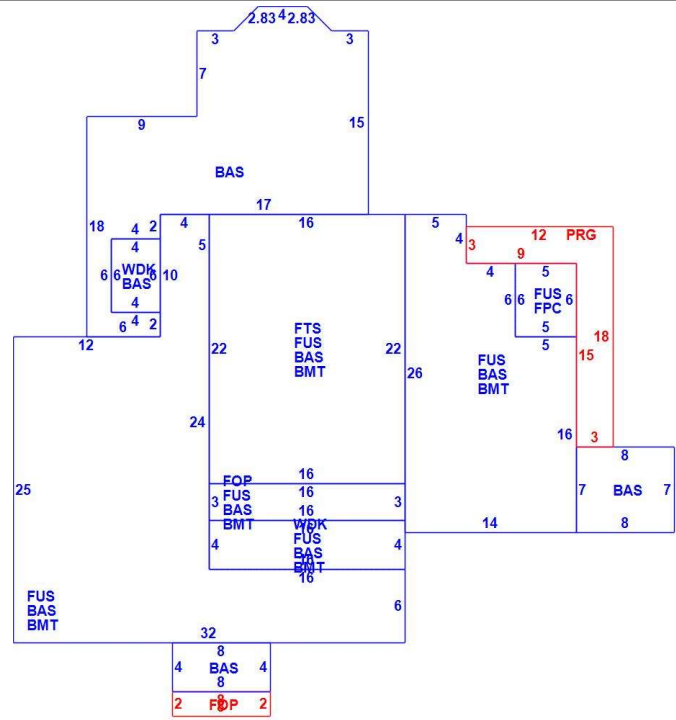 2.83 4 2.83
3 3
7
15
9
BAS
17
4 16 5
18 4 2
4
5
4 3 12 PRG
9
6 6 WDK 6 10
BAS
4 5
4
6 4 2
6 6 FUS 6
FPC
5
12
5
22
FTS
FUS
BAS
BMT
22
26
FUS
BAS
BMT
15
18
24
16
3
8
25
16
FOP
FUS
BAS
BMT
3 16 3
16
7 BAS 7
4
WDK
FUS
BAS
BMT
4
14
8
16
16
FUS
BAS
BMT
6
32
8
4 BAS 4
8
2 FOP 2